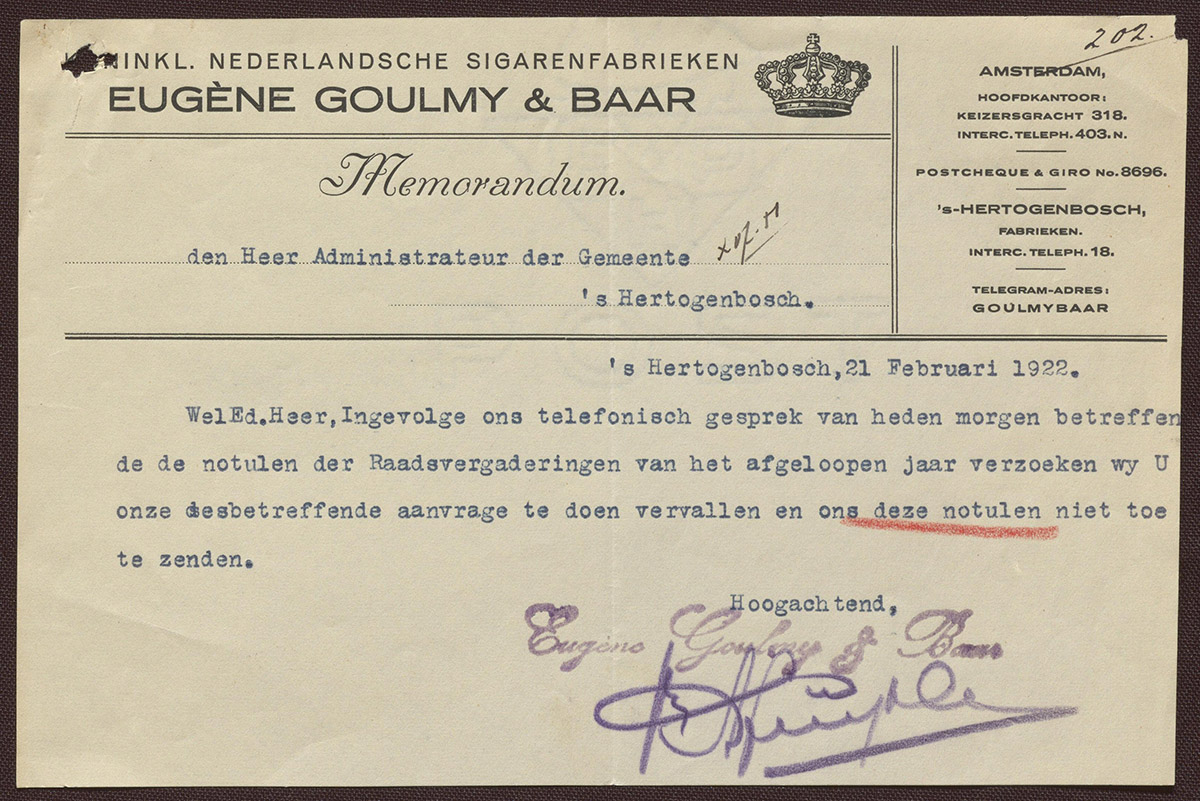 NINKL. NEDERLANDSCHE SIGARENFABRIEKEN
EUGÈNE GOULMY & BAAR
202.
AMSTERDAM,
HOOFDKANTOOR:
KEIZERSGRACHT 318.
INTERC. TELEPH. 403. N.
POSTCHEQUE & GIRO No. 8696.
's-HERTOGENBOSCH,
FABRIEKEN.
INTERC. TELEPH. 18.
TELEGRAM-ADRES:
GOULMYBAAR
Memorandum.
den Heer Administrateur der Gemeente
's Hertogenbosch.
's Hertogenbosch, 21 Februari 1922.
WelEd.Heer, Ingevolge ons telefonisch gesprek van heden morgen betreffen
de de notulen der Raadsvergaderingen van het afgeloopen jaar verzoeken wy U
onze desbetreffende aanvrage te doen vervallen en ons deze notulen niet toe
te zenden.
Hoogachtend,
Eugène Goulmy & Baar